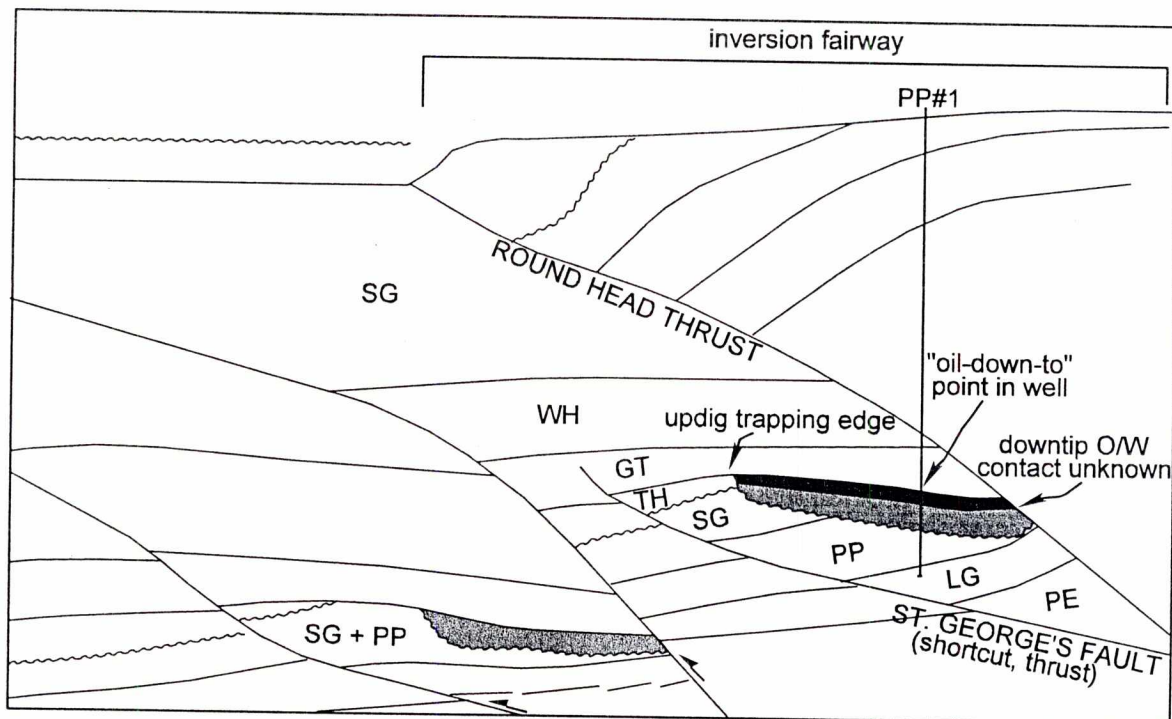 inversion fairway
PP#1
ROUND HEAD THRUST
SG
"oil-down-to"
point in well
WH
updig trapping edge
downtip O/W
contact unknown
GT
TH
SG
PP
LG
PE
ST. GEORGE'S FAULT
(shortcut, thrust)
SG + PP